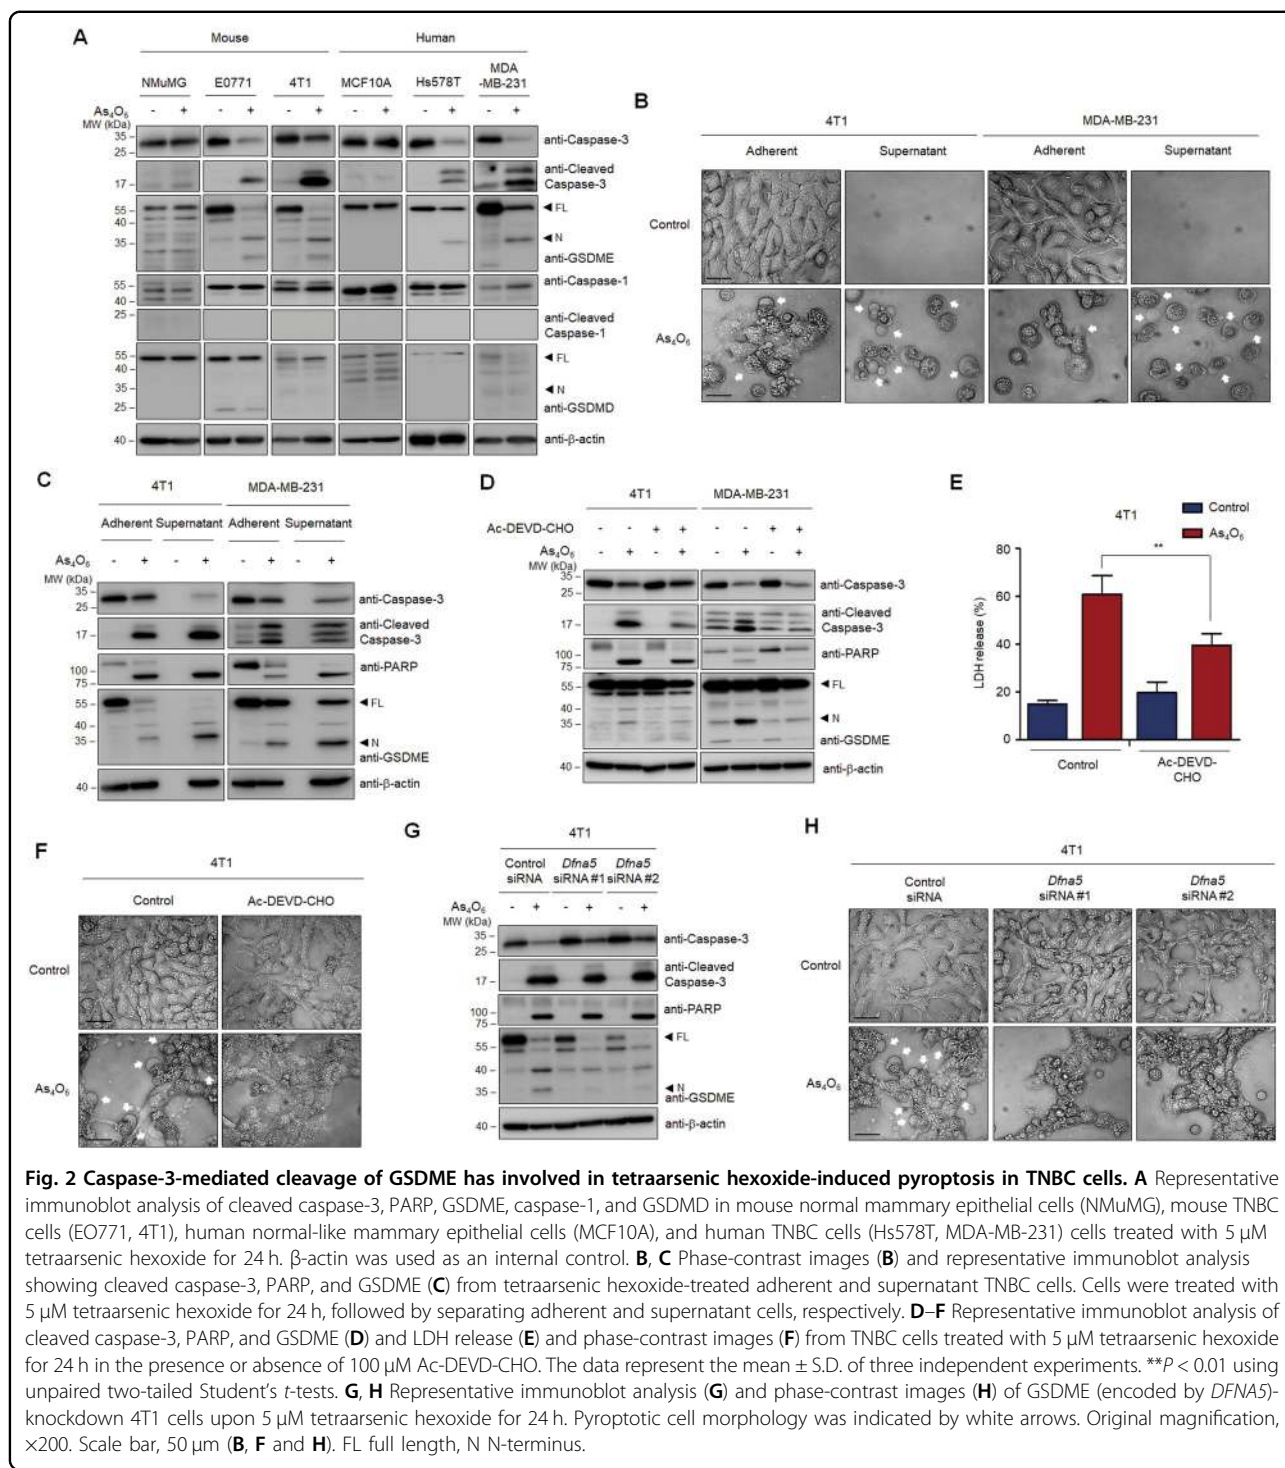 A
Mouse Human
NMuMG E0771 4T1 MCF10A Hs578T MDA
-MB-231
As₄O₆ - + - + - + - + - + - +
MW (kDa)
35 anti-Caspase-3
25
anti-Cleaved
17 Caspase-3
55 ◄ FL
40
35 ◄ N
anti-GSDME
55 anti-Caspase-1
40
25 anti-Cleaved
Caspase-1
55 ◄ FL
40
35 ◄ N
25 anti-GSDMD
40 anti-β-actin
B
4T1 MDA-MB-231
Adherent Supernatant Adherent Supernatant
Control
As₄O₆
C
4T1 MDA-MB-231
Adherent Supernatant Adherent Supernatant
As₄O₆ - + - + - + - +
MW (kDa)
35 anti-Caspase-3
25
anti-Cleaved
17 Caspase-3
100 anti-PARP
75
55 ◄ FL
40
35 ◄ N
anti-GSDME
40 anti-β-actin
D
4T1 MDA-MB-231
Ac-DEVD-CHO - - + + - - + +
As₄O₆ - + - + - + - +
MW (kDa)
35 anti-Caspase-3
25
anti-Cleaved
17 Caspase-3
100 anti-PARP
75
55 ◄ FL
40
35 ◄ N
anti-GSDME
40 anti-β-actin
E
Control
4T1
As₄O₆
**
LDH release (%)
80
60
40
20
0
Control Ac-DEVD-
CHO
F
4T1
Control Ac-DEVD-CHO
Control
As₄O₆
G
4T1
Control Dfna5 Dfna5
siRNA siRNA#1 siRNA#2
As₄O₆ - + - + - +
MW (kDa)
35 anti-Caspase-3
25
anti-Cleaved
17 Caspase-3
100 anti-PARP
75
◄ FL
55
40
35 ◄ N
anti-GSDME
40 anti-β-actin
H
4T1
Control Dfna5 Dfna5
siRNA siRNA#1 siRNA#2
Control
As₄O₆
Fig. 2 Caspase-3-mediated cleavage of GSDME has involved in tetraarsenic hexoxide-induced pyroptosis in TNBC cells. A Representative
immunoblot analysis of cleaved caspase-3, PARP, GSDME, caspase-1, and GSDMD in mouse normal mammary epithelial cells (NMuMG), mouse TNBC
cells (EO771, 4T1), human normal-like mammary epithelial cells (MCF10A), and human TNBC cells (Hs578T, MDA-MB-231) cells treated with 5 µM
tetraarsenic hexoxide for 24 h. β-actin was used as an internal control. B, C Phase-contrast images (B) and representative immunoblot analysis
showing cleaved caspase-3, PARP, and GSDME (C) from tetraarsenic hexoxide-treated adherent and supernatant TNBC cells. Cells were treated with
5 µM tetraarsenic hexoxide for 24 h, followed by separating adherent and supernatant cells, respectively. D–F Representative immunoblot analysis of
cleaved caspase-3, PARP, and GSDME (D) and LDH release (E) and phase-contrast images (F) from TNBC cells treated with 5 µM tetraarsenic hexoxide
for 24 h in the presence or absence of 100 µM Ac-DEVD-CHO. The data represent the mean ± S.D. of three independent experiments. **P < 0.01 using
unpaired two-tailed Student's t-tests. G, H Representative immunoblot analysis (G) and phase-contrast images (H) of GSDME (encoded by DFNA5)-
knockdown 4T1 cells upon 5 µM tetraarsenic hexoxide for 24 h. Pyroptotic cell morphology was indicated by white arrows. Original magnification,
×200. Scale bar, 50 µm (B, F and H). FL full length, N N-terminus.